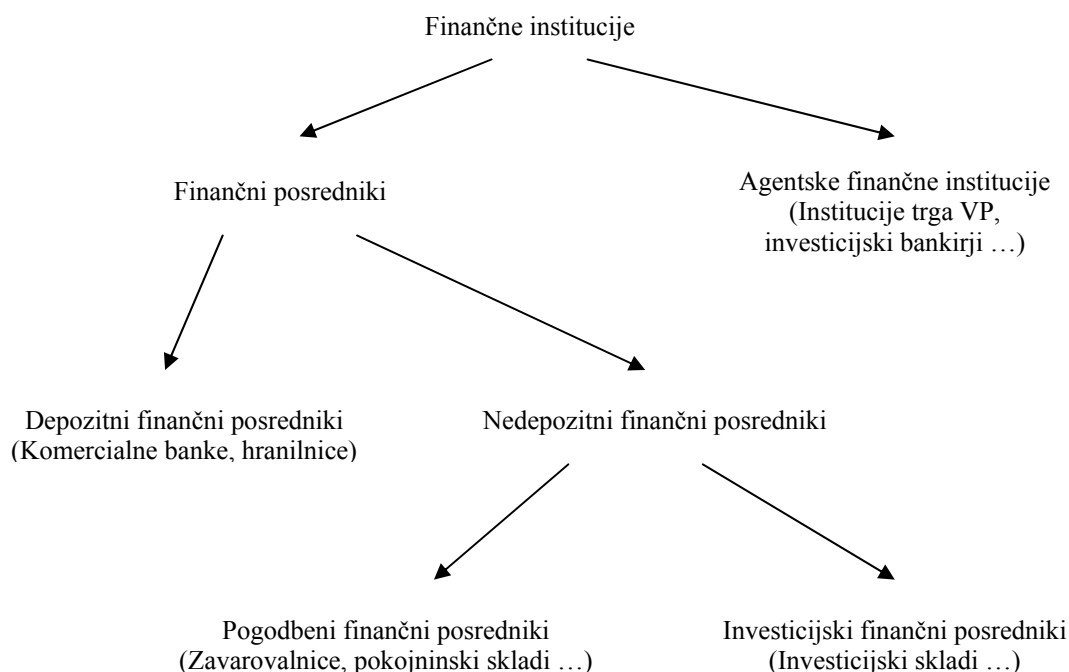 Finančne institucije
Finančni posredniki
Agentske finančne institucije
(Institucije trga VP,
investicijski bankirji …)
Depozitni finančni posredniki
(Komercialne banke, hranilnice)
Nedepozitni finančni posredniki
Pogodbeni finančni posredniki
(Zavarovalnice, pokojninski skladi …)
Investicijski finančni posredniki
(Investicijski skladi …)